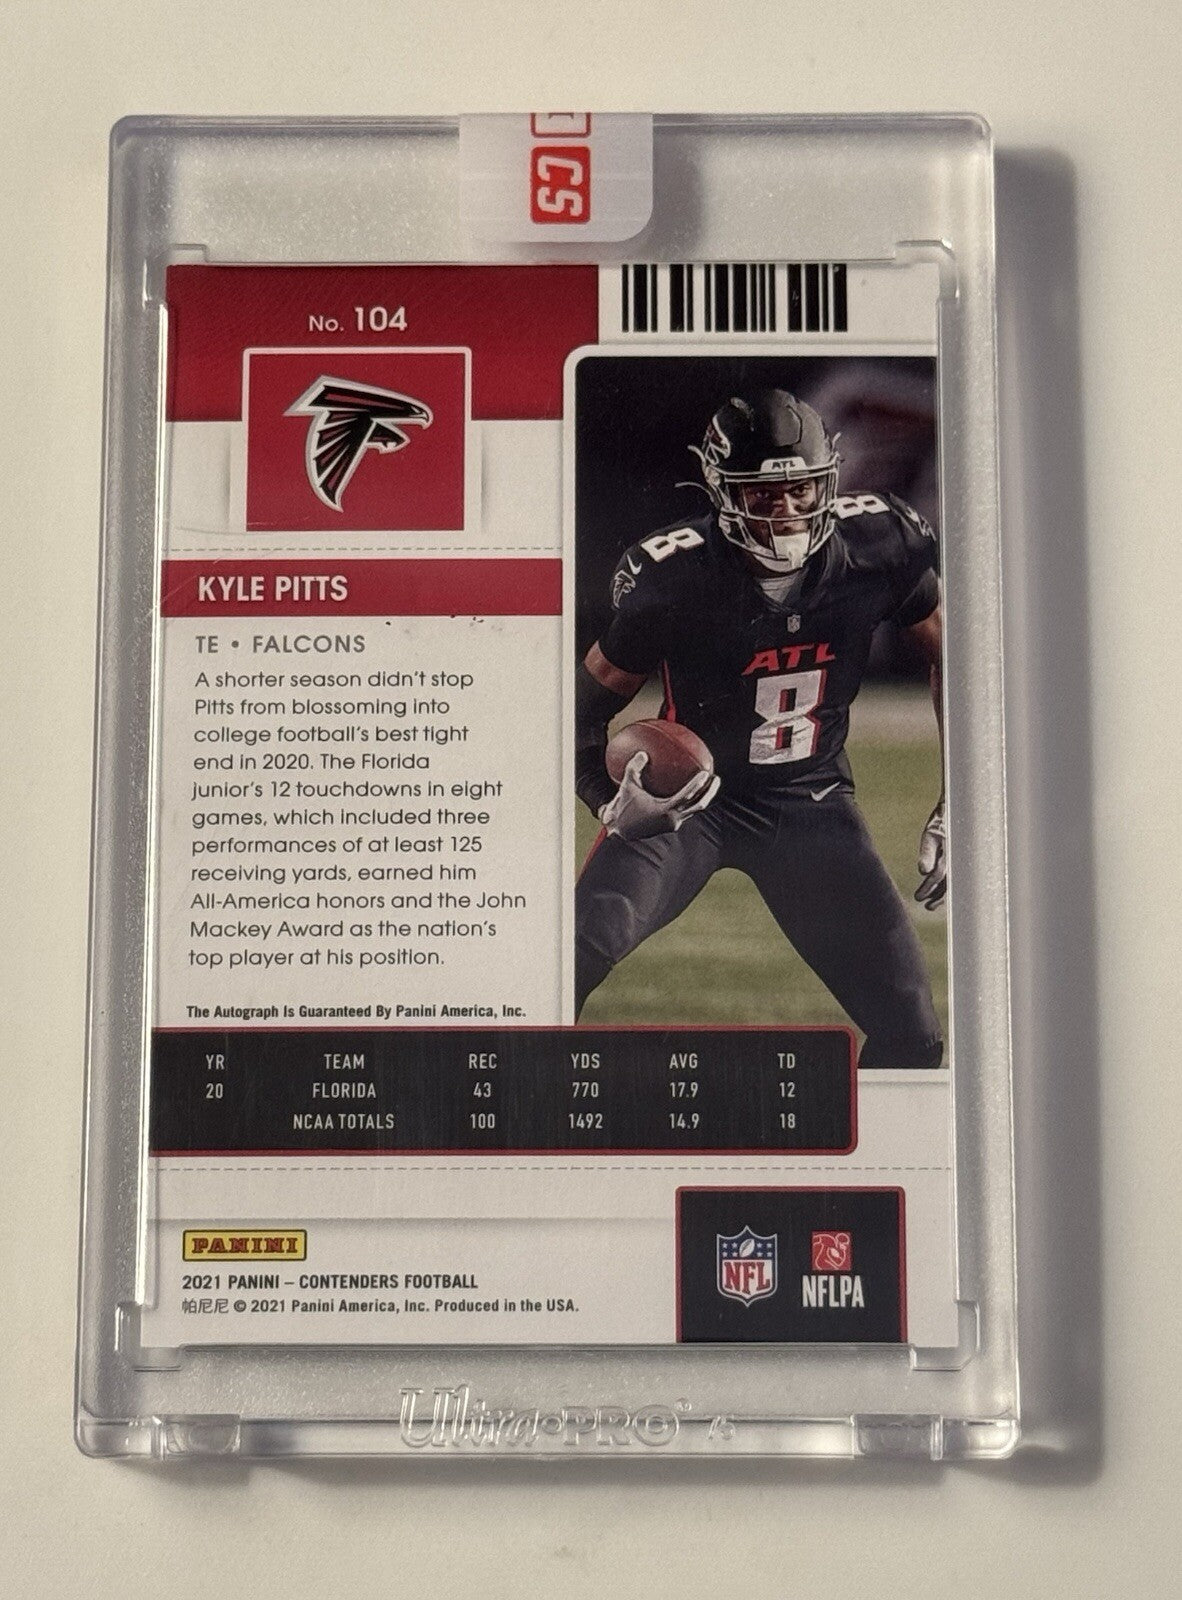 CS
No. 104
KYLE PITTS
TE • FALCONS
A shorter season didn't stop
Pitts from blossoming into
college football's best tight
end in 2020. The Florida
junior's 12 touchdowns in eight
games, which included three
performances of at least 125
receiving yards, earned him
All-America honors and the John
Mackey Award as the nation's
top player at his position.
The Autograph Is Guaranteed By Panini America, Inc.
ATL
8
8
ATL
8
YR TEAM REC YDS AVG TD
20 FLORIDA 43 770 17.9 12
NCAA TOTALS 100 1492 14.9 18
PANINI
2021 PANINI – CONTENDERS FOOTBALL
帕尼尼 © 2021 Panini America, Inc. Produced in the USA.
NFL
NFLPA
Ultra•PRO®